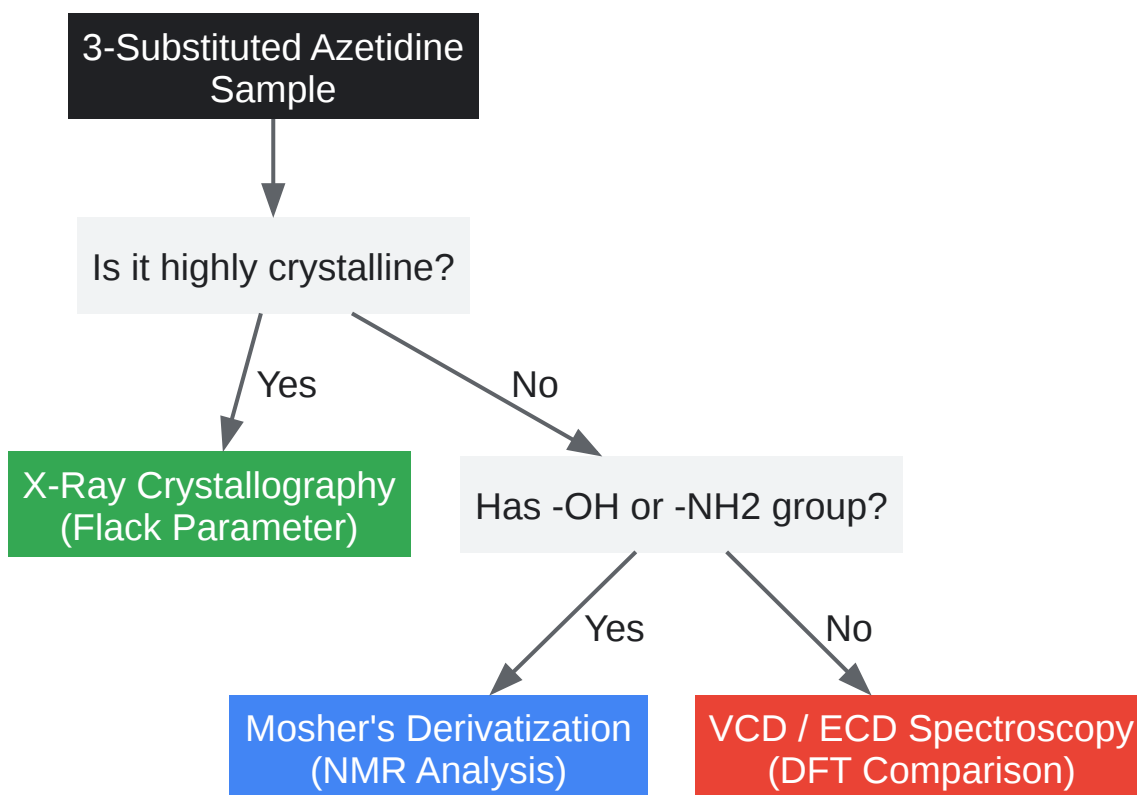 3-Substituted Azetidine
Sample
Is it highly crystalline?
Yes
No
X-Ray Crystallography
(Flack Parameter)
Has -OH or -NH2 group?
Yes
No
Mosher's Derivatization
(NMR Analysis)
VCD / ECD Spectroscopy
(DFT Comparison)